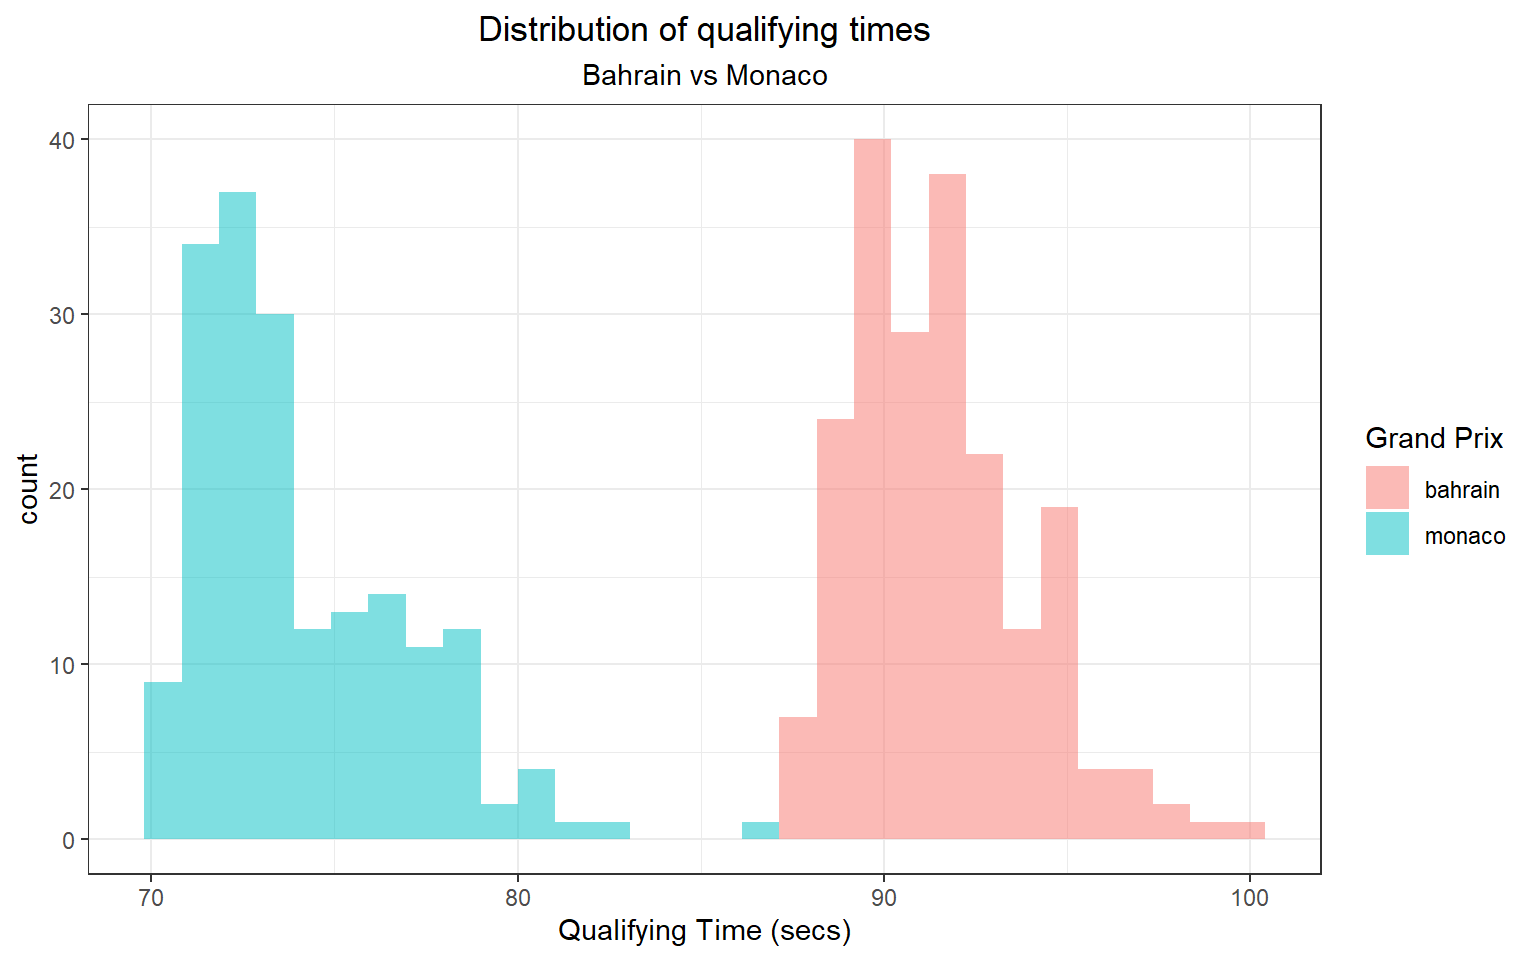 Distribution of qualifying times
Bahrain vs Monaco
40
30
20
10
0
count
70 80 90 100
Qualifying Time (secs)
Grand Prix
bahrain
monaco